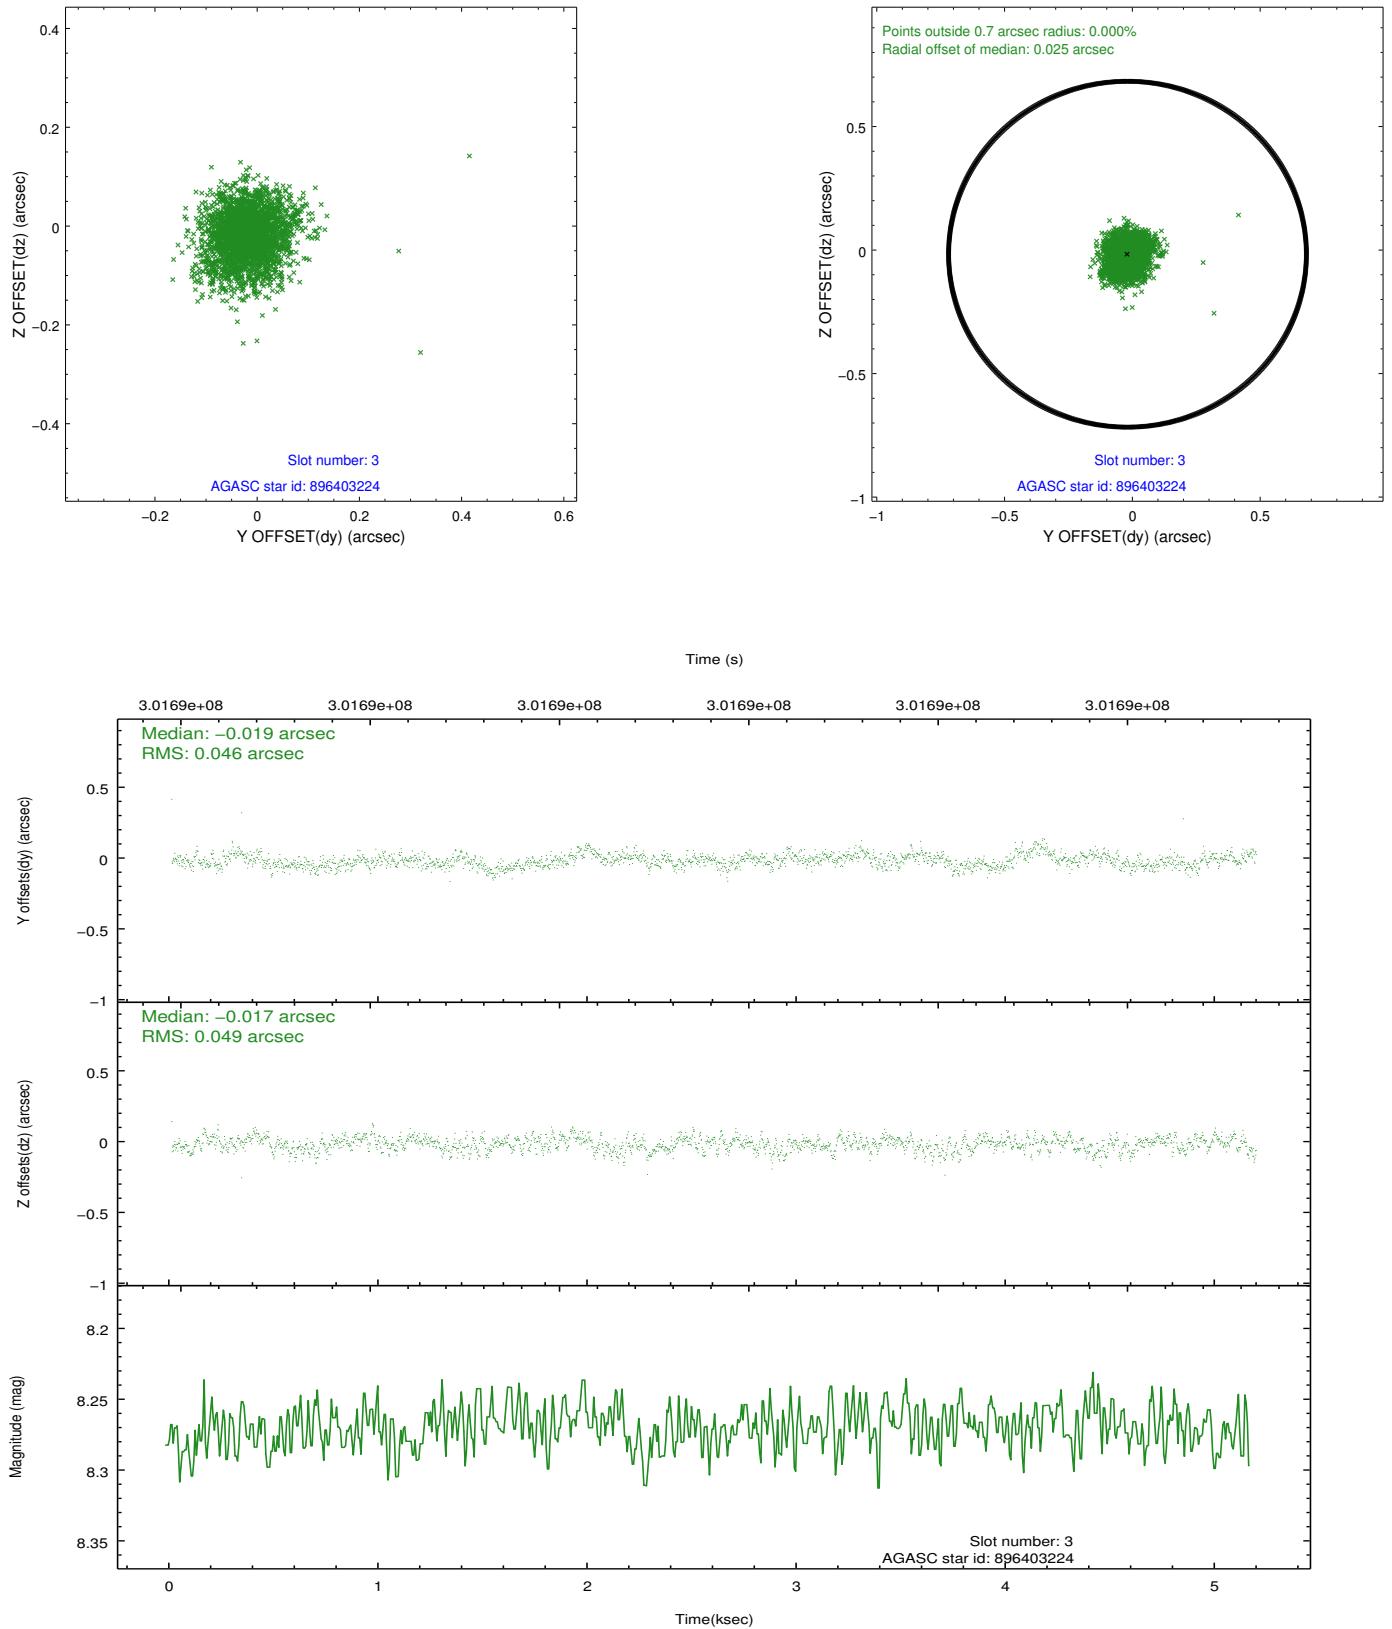 0.4
0.2
0
−0.2
−0.4
Z OFFSET(dz) (arcsec)
Slot number: 3
AGASC star id: 896403224
−0.2 0 0.2 0.4 0.6
Y OFFSET(dy) (arcsec)
Points outside 0.7 arcsec radius: 0.000%
Radial offset of median: 0.025 arcsec
0.5
0
−0.5
−1
Z OFFSET(dz) (arcsec)
Slot number: 3
AGASC star id: 896403224
−1 −0.5 0 0.5
Y OFFSET(dy) (arcsec)
Time (s)
3.0169e+08 3.0169e+08 3.0169e+08 3.0169e+08 3.0169e+08 3.0169e+08
Median: −0.019 arcsec
RMS: 0.046 arcsec
0.5
0
−0.5
−1
Y offsets(dy) (arcsec)
Median: −0.017 arcsec
RMS: 0.049 arcsec
0.5
0
−0.5
−1
Z offsets(dz) (arcsec)
8.2
8.25
8.3
8.35
Magnitude (mag)
Slot number: 3
AGASC star id: 896403224
0 1 2 3 4 5
Time(ksec)